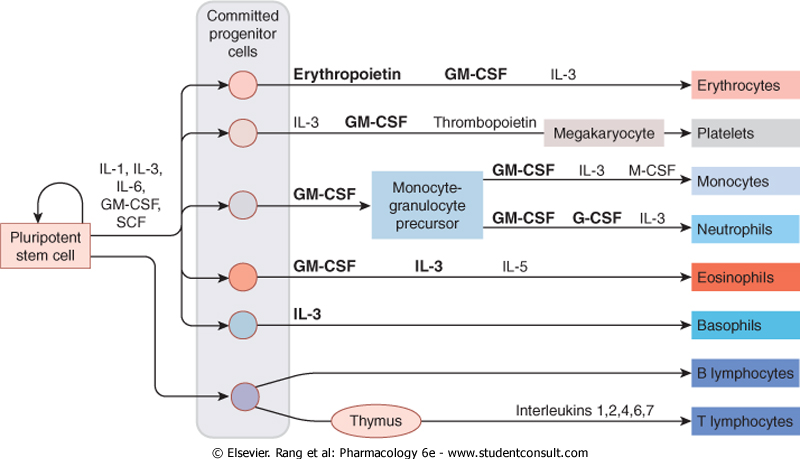 Committed
progenitor
cells
Erythropoietin GM-CSF IL-3
Erythrocytes
IL-3 GM-CSF Thrombopoietin
Megakaryocyte
Platelets
IL-1, IL-3,
IL-6,
GM-CSF,
SCF
Pluripotent
stem cell
GM-CSF
Monocyte-
granulocyte
precursor
GM-CSF IL-3 M-CSF
Monocytes
GM-CSF G-CSF IL-3
Neutrophils
GM-CSF IL-3 IL-5
Eosinophils
IL-3
Basophils
B lymphocytes
Thymus
Interleukins 1,2,4,6,7
T lymphocytes
© Elsevier. Rang et al: Pharmacology 6e - www.studentconsult.com